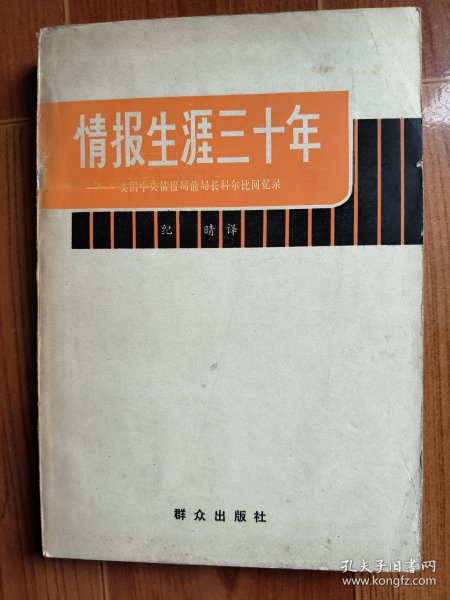 情报生涯三十年
——美国中央情报局前局长科尔比回忆录
纪 晴 译
群众出版社
孔夫子旧书网
www.kongfz.com